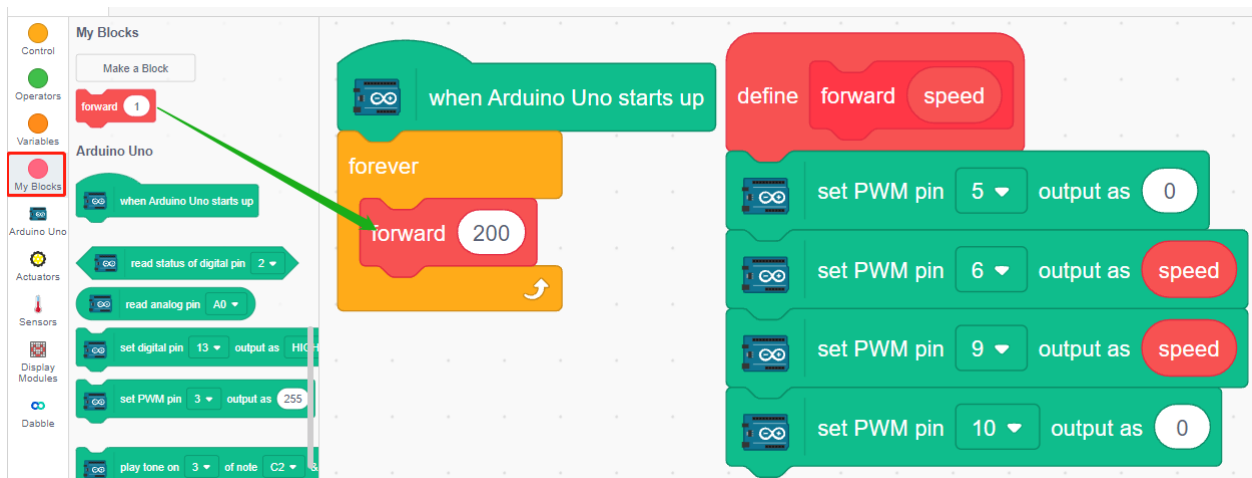 Control
Operators
Variables
My Blocks
Arduino Uno
Actuators
Sensors
Display
Modules
Dabble
My Blocks
Make a Block
forward 1
Arduino Uno
when Arduino Uno starts up
read status of digital pin 2
read analog pin A0
set digital pin 13 output as HIGH
set PWM pin 3 output as 255
play tone on 3 of note C2 &
when Arduino Uno starts up
forever
forward 200
define forward speed
set PWM pin 5 output as 0
set PWM pin 6 output as speed
set PWM pin 9 output as speed
set PWM pin 10 output as 0